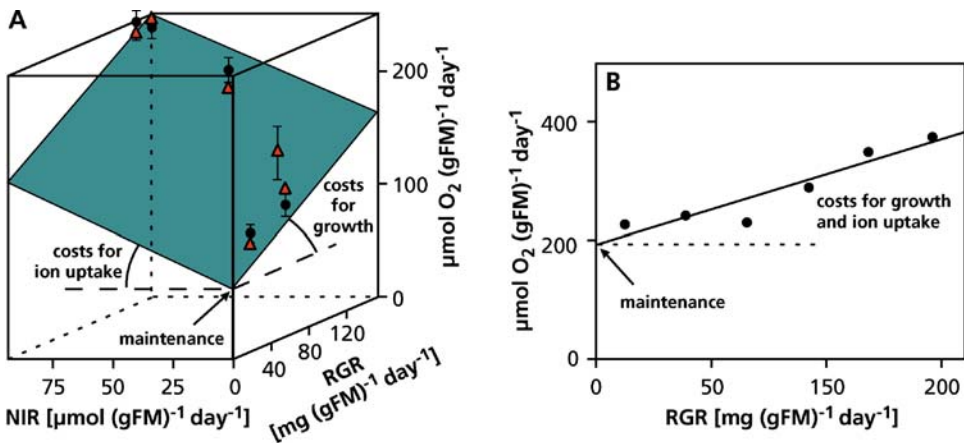 A
200
100
0
µmol O₂ (gFM)⁻¹ day⁻¹
costs
for
growth
costs for
ion uptake
maintenance
75
50
25
0
NIR [µmol (gFM)⁻¹ day⁻¹]
40
80
120
RGR
[mg (gFM)⁻¹ day⁻¹]
B
400
200
0
µmol O₂ (gFM)⁻¹ day⁻¹
costs for growth
and ion uptake
maintenance
0
50
150
200
RGR [mg (gFM)⁻¹ day⁻¹]